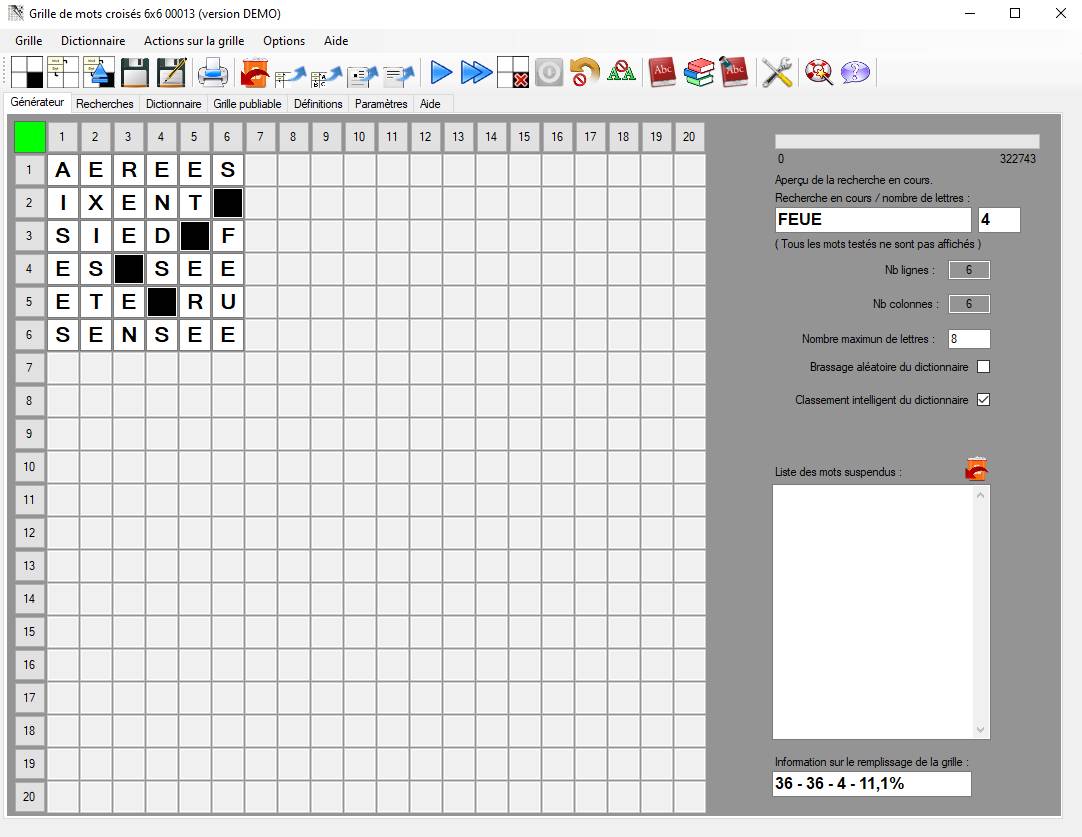 Grille de mots croisés 6x6 00013 (version DEMO)
Grille Dictionnaire Actions sur la grille Options Aide
Abc Abc
Générateur Recherches Dictionnaire Grille publiable Définitions Paramètres Aide
1 2 3 4 5 6 7 8 9 10 11 12 13 14 15 16 17 18 19 20
1 A E R E E S
2 I X E N T
3 S I E D F
4 E S S E E
5 E T E R U
6 S E N S E E
7
8
9
10
11
12
13
14
15
16
17
18
19
20
0 322743
Aperçu de la recherche en cours.
Recherche en cours / nombre de lettres :
FEUE 4
( Tous les mots testés ne sont pas affichés )
Nb lignes : 6
Nb colonnes : 6
Nombre maximun de lettres : 8
Brassage aléatoire du dictionnaire
Classement intelligent du dictionnaire
Liste des mots suspendus :
Information sur le remplissage de la grille :
36 - 36 - 4 - 11,1%